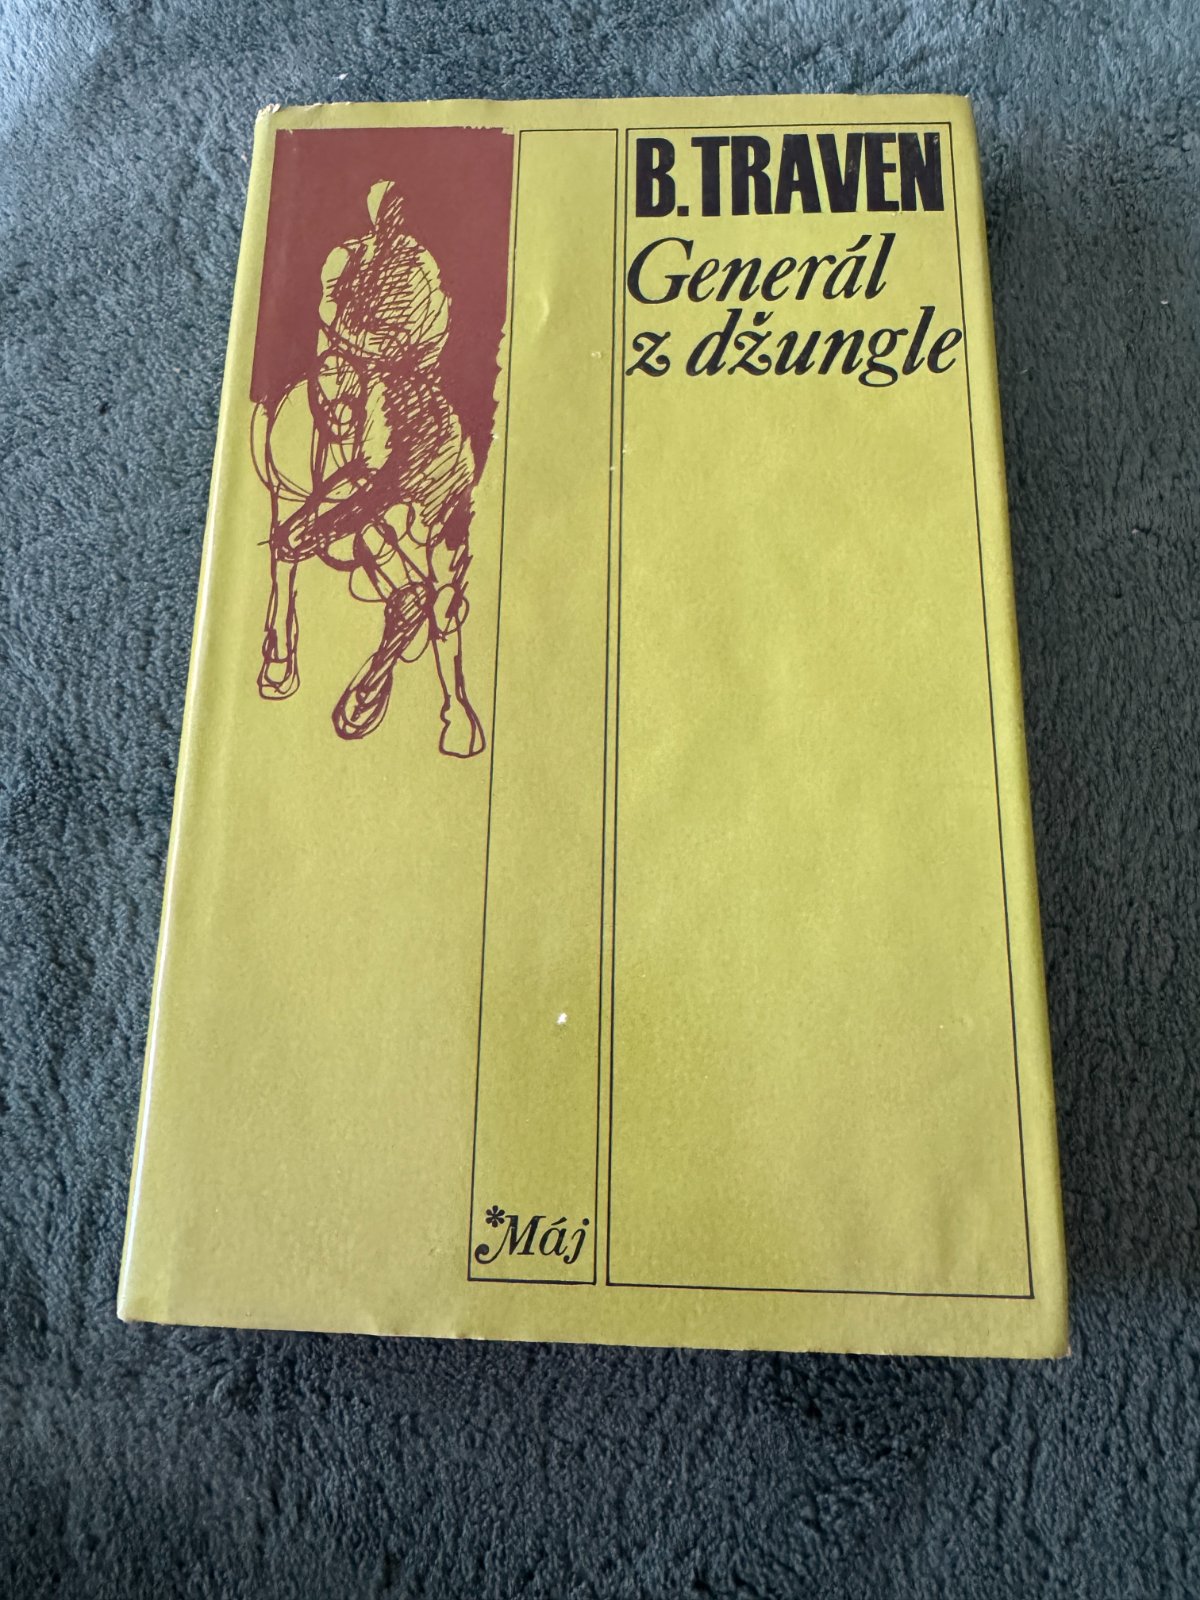 B.TRAVEN
Generál
z džungle
*Máj